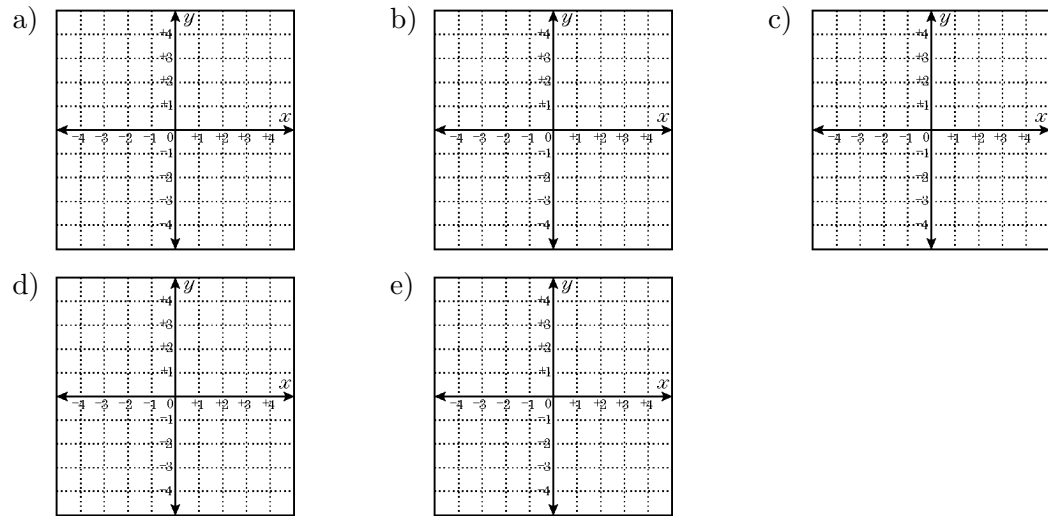 a) b) c)
y y y
+4 +4 +4
+3 +3 +3
+2 +2 +2
+1 +1 +1
x x x
−4 −3 −2 −1 0 +1 +2 +3 +4 −4 −3 −2 −1 0 +1 +2 +3 +4 −4 −3 −2 −1 0 +1 +2 +3 +4
−1 −1 −1
−2 −2 −2
−3 −3 −3
−4 −4 −4
d) e)
y y
+4 +4
+3 +3
+2 +2
+1 +1
x x
−4 −3 −2 −1 0 +1 +2 +3 +4 −4 −3 −2 −1 0 +1 +2 +3 +4
−1 −1
−2 −2
−3 −3
−4 −4